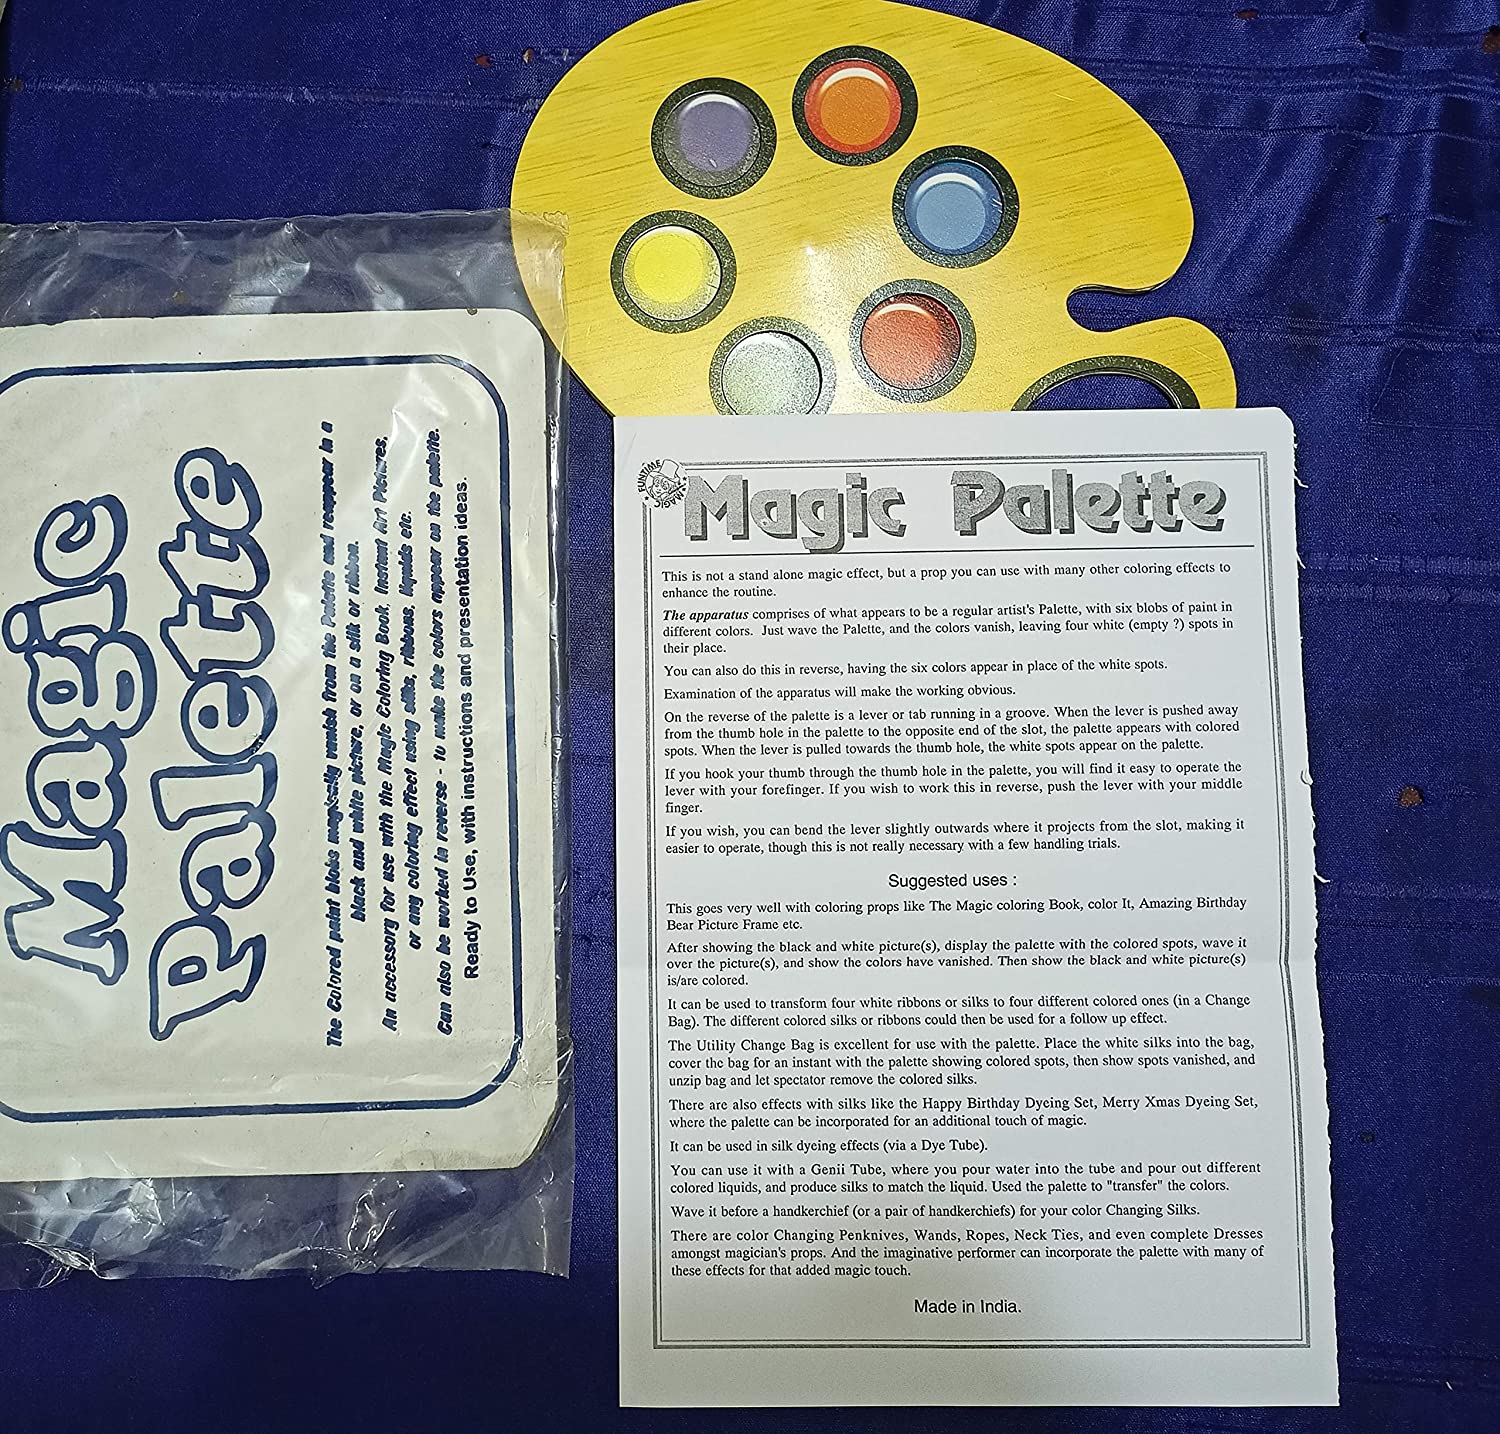 Magic
Palette
The Colored paint blobs magically vanish from the Palette and reappear in a
black and white picture, or on a silk or ribbon.
An accessory for use with the Magic Coloring Book, Instant Art Pictures,
or any coloring effect using silks, ribbons, liquids etc.
Can also be worked in reverse - to make the colors appear on the palette.
Ready to Use, with instructions and presentation ideas.
FUNTIME
MAGIC
Magic Palette
This is not a stand alone magic effect, but a prop you can use with many other coloring effects to
enhance the routine.
The apparatus comprises of what appears to be a regular artist's Palette, with six blobs of paint in
different colors. Just wave the Palette, and the colors vanish, leaving four white (empty ?) spots in
their place.
You can also do this in reverse, having the six colors appear in place of the white spots.
Examination of the apparatus will make the working obvious.
On the reverse of the palette is a lever or tab running in a groove. When the lever is pushed away
from the thumb hole in the palette to the opposite end of the slot, the palette appears with colored
spots. When the lever is pulled towards the thumb hole, the white spots appear on the palette.
If you hook your thumb through the thumb hole in the palette, you will find it easy to operate the
lever with your forefinger. If you wish to work this in reverse, push the lever with your middle
finger.
If you wish, you can bend the lever slightly outwards where it projects from the slot, making it
easier to operate, though this is not really necessary with a few handling trials.
Suggested uses :
This goes very well with coloring props like The Magic coloring Book, color It, Amazing Birthday
Bear Picture Frame etc.
After showing the black and white picture(s), display the palette with the colored spots, wave it
over the picture(s), and show the colors have vanished. Then show the black and white picture(s)
is/are colored.
It can be used to transform four white ribbons or silks to four different colored ones (in a Change
Bag). The different colored silks or ribbons could then be used for a follow up effect.
The Utility Change Bag is excellent for use with the palette. Place the white silks into the bag,
cover the bag for an instant with the palette showing colored spots, then show spots vanished, and
unzip bag and let spectator remove the colored silks.
There are also effects with silks like the Happy Birthday Dyeing Set, Merry Xmas Dyeing Set,
where the palette can be incorporated for an additional touch of magic.
It can be used in silk dyeing effects (via a Dye Tube).
You can use it with a Genii Tube, where you pour water into the tube and pour out different
colored liquids, and produce silks to match the liquid. Used the palette to "transfer" the colors.
Wave it before a handkerchief (or a pair of handkerchiefs) for your color Changing Silks.
There are color Changing Penknives, Wands, Ropes, Neck Ties, and even complete Dresses
amongst magician's props. And the imaginative performer can incorporate the palette with many of
these effects for that added magic touch.
Made in India.